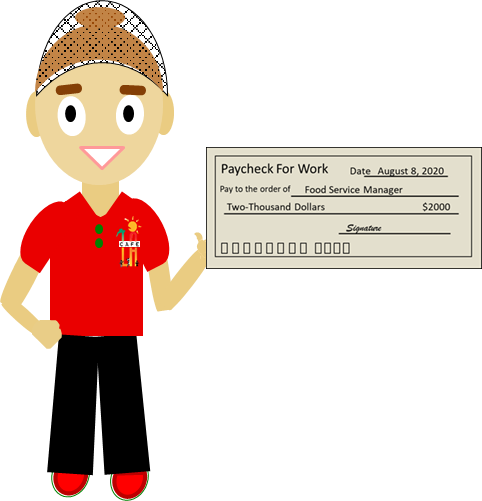 CAFE
Paycheck For Work Date August 8, 2020
Pay to the order of Food Service Manager
Two-Thousand Dollars $2000
Signature